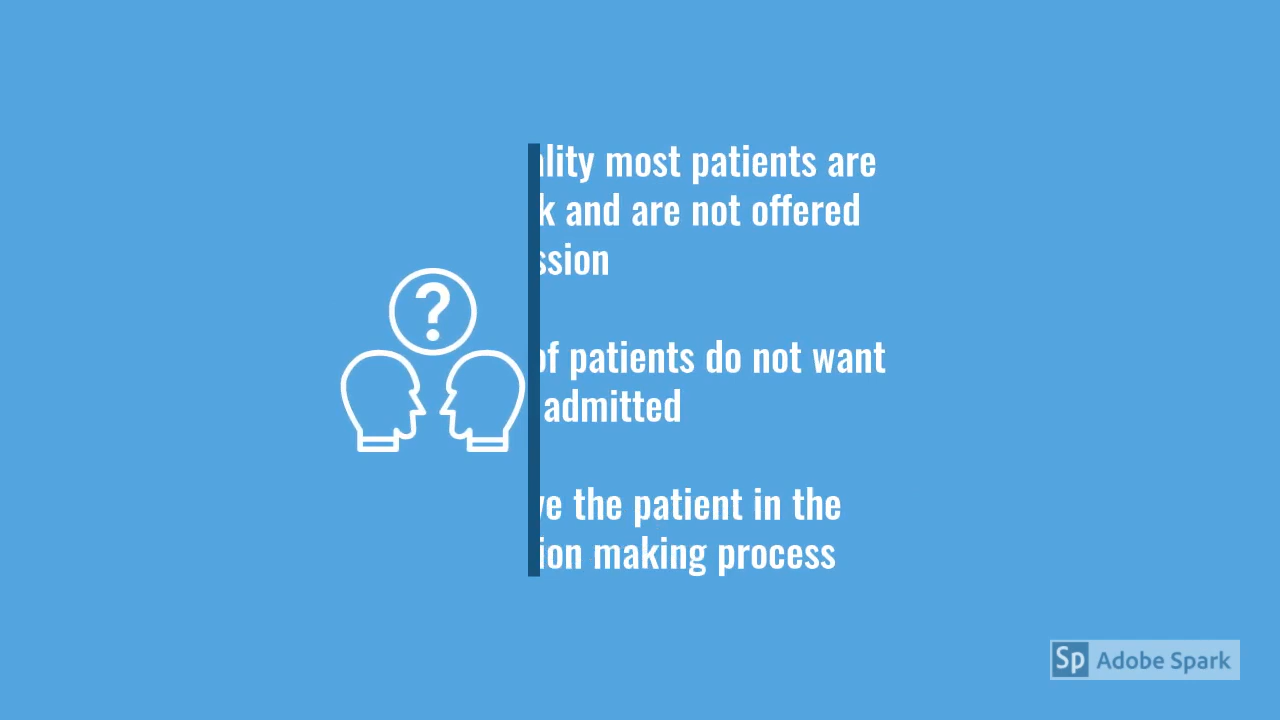 ality most patients are
k and are not offered
ssion
of patients do not want
admitted
ve the patient in the
ion making process
?
Sp Adobe Spark